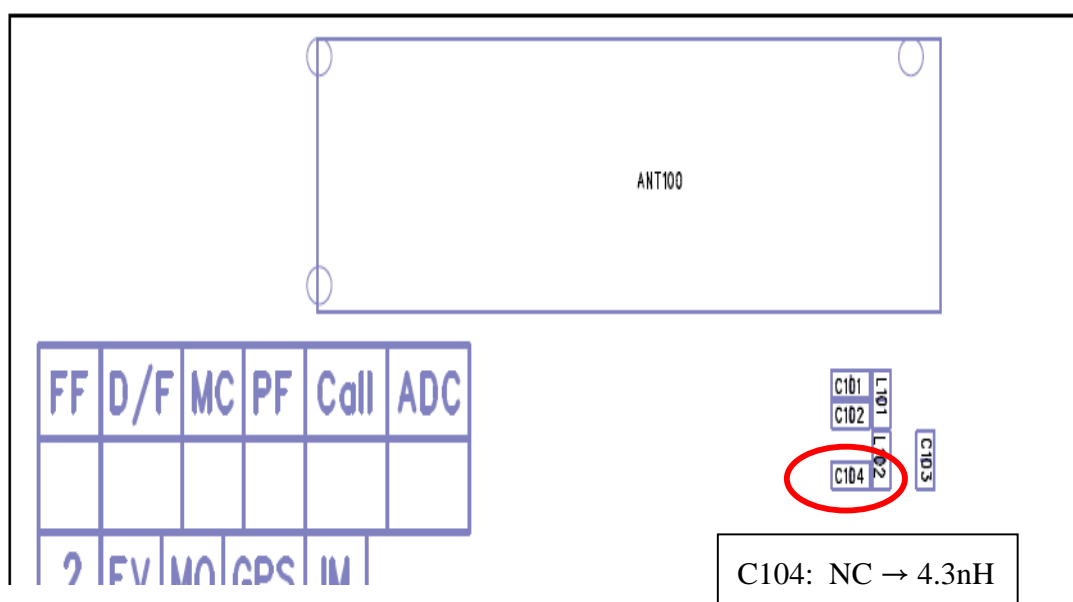 ANT100
FF D/F MC PF Call ADC
C101 L101
C102
L102 C103
C104
C104: NC → 4.3nH